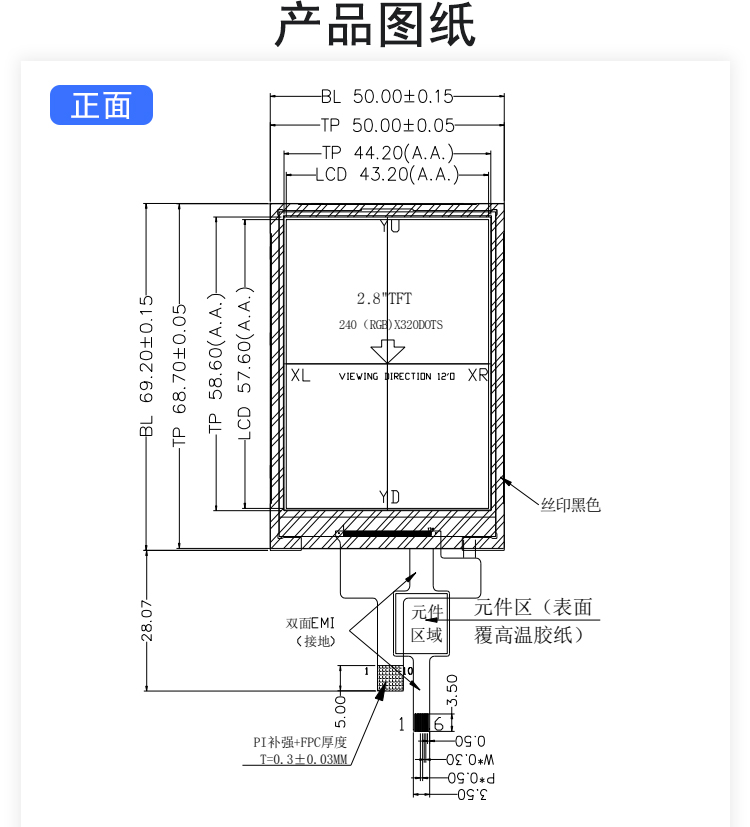 产品图纸
正面
BL 50.00±0.15
TP 50.00±0.05
TP 44.20(A.A.)
LCD 43.20(A.A.)
BL 69.20±0.15
TP 68.70±0.05
TP 58.60(A.A.)
LCD 57.60(A.A.)
YU
2.8"TFT
240 (RGB)X320DOTS
XL
VIEWING DIRECTION 12'O
XR
YD
丝印黑色
28.07
双面EMI
(接地)
元件
区域
元件区（表面
覆高温胶纸）
1
10
5.00
3.50
1
6
PI补强+FPC厚度
T=0.3±0.03MM
0.50
W*0.30
P*0.50
3.50